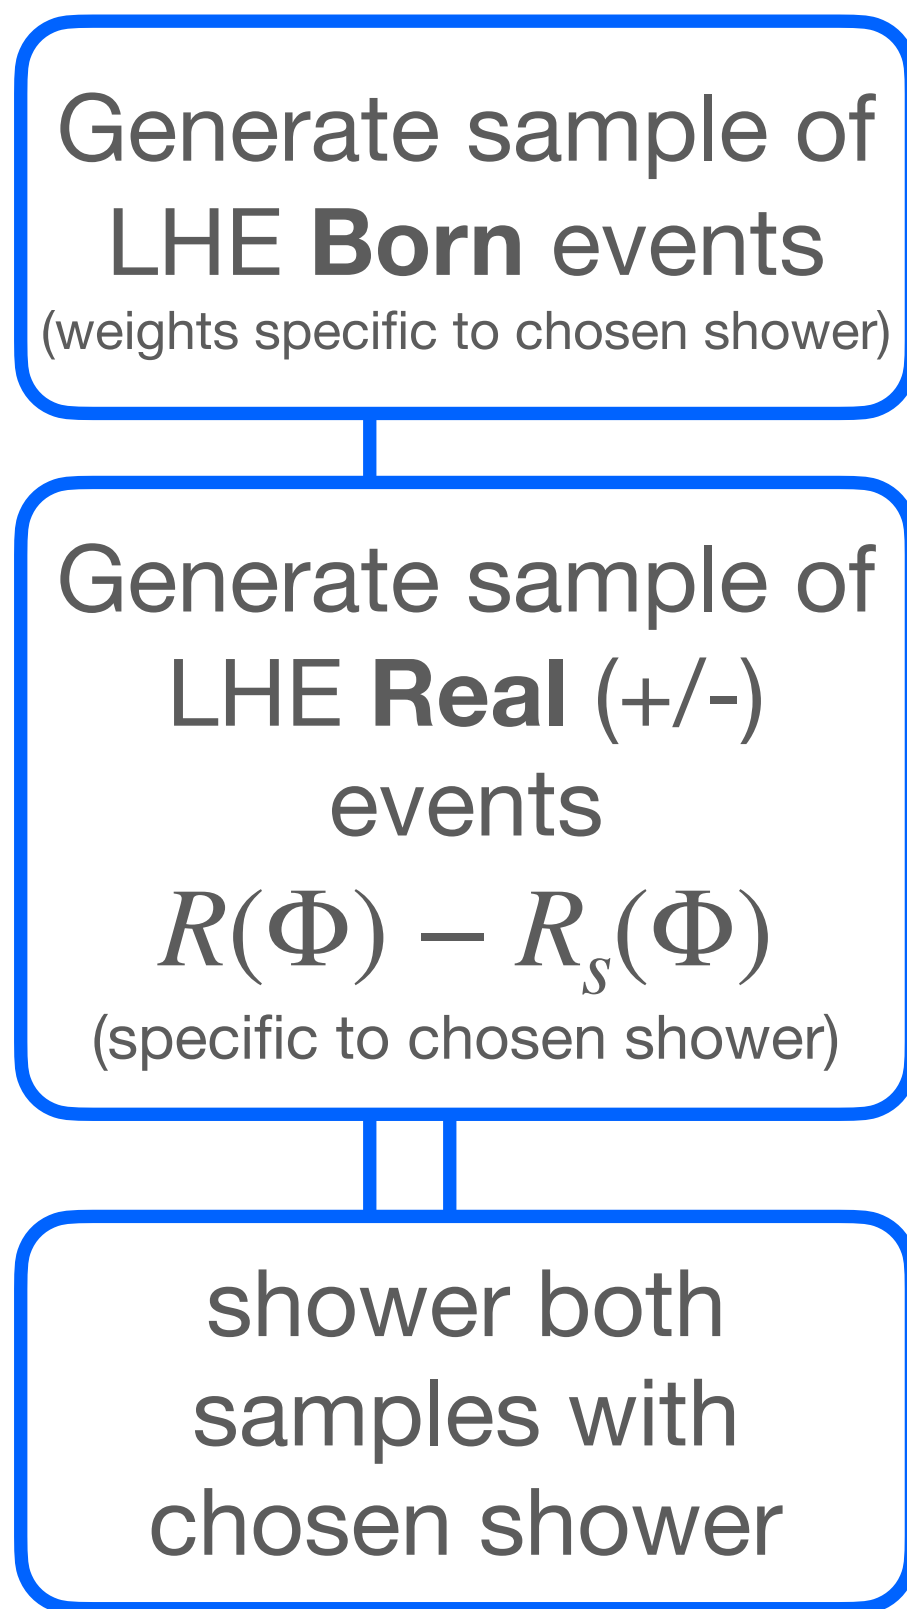 Generate sample of
LHE Born events
(weights specific to chosen shower)
Generate sample of
LHE Real (+/-)
events
R(Φ) − Rₛ(Φ)
(specific to chosen shower)
shower both
samples with
chosen shower